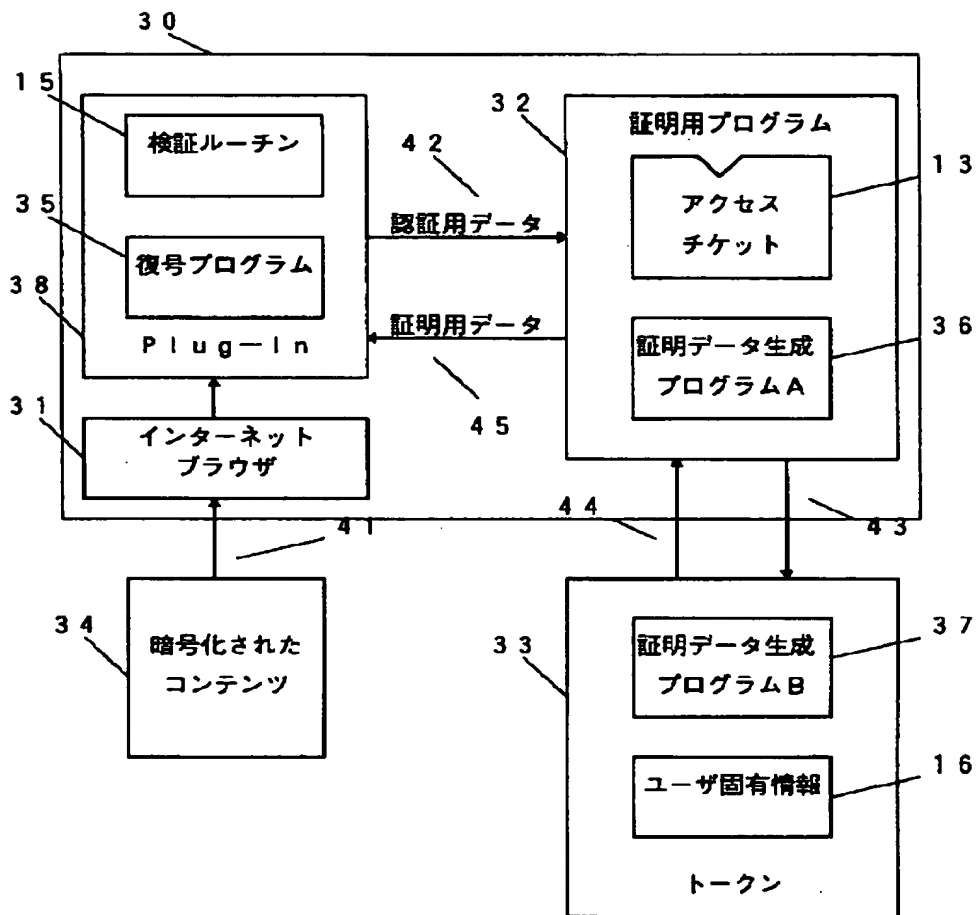 ３０
１５
検証ルーチン
４２
３２
証明用プログラム
１３
アクセス
チケット
３５
認証用データ
復号プログラム
３８
Ｐｌｕｇ－Ｉｎ
証明用データ
３６
証明データ生成
プログラムＡ
３１
４５
インターネット
ブラウザ
４４
４３
４１
３４
暗号化された
コンテンツ
３３
３７
証明データ生成
プログラムＢ
１６
ユーザ固有情報
トークン